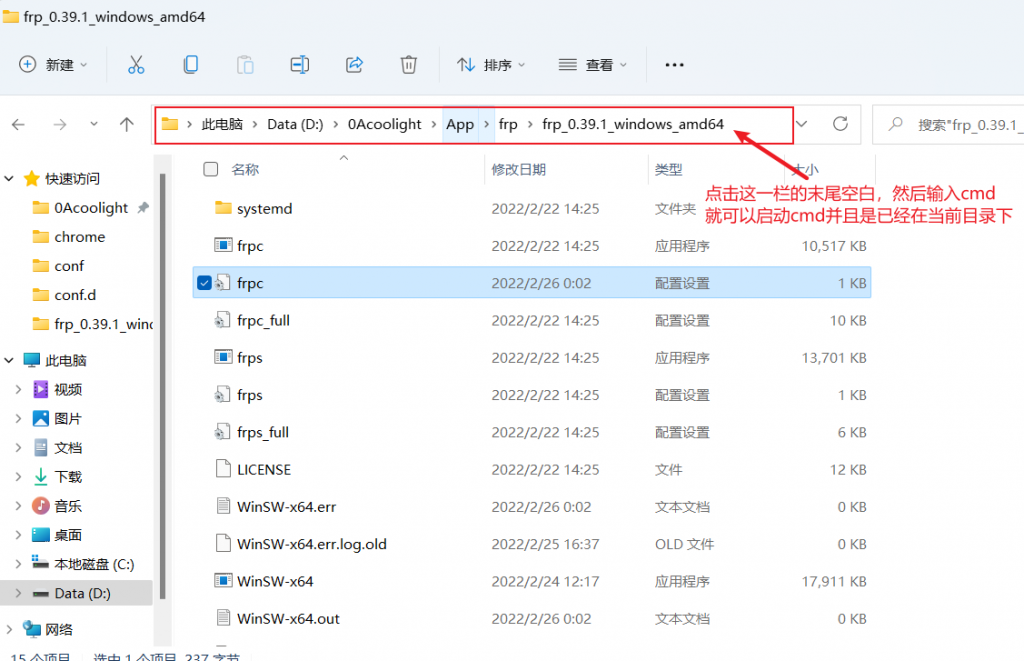 frp_0.39.1_windows_amd64
新建 排序 查看
此电脑 Data (D:) 0Acoolight App frp frp_0.39.1_windows_amd64 搜索"frp_0.39.1_
名称 修改日期 类型 大小
点击这一栏的末尾空白，然后输入cmd
就可以启动cmd并且是已经在当前目录下
快速访问
0Acoolight
chrome
conf
conf.d
frp_0.39.1_winc
此电脑
视频
图片
文档
下载
音乐
桌面
本地磁盘 (C:)
Data (D:)
网络
systemd 2022/2/22 14:25 文件夹
frpc 2022/2/22 14:25 应用程序 10,517 KB
frpc 2022/2/26 0:02 配置设置 1 KB
frpc_full 2022/2/22 14:25 配置设置 10 KB
frps 2022/2/22 14:25 应用程序 13,701 KB
frps 2022/2/22 14:25 配置设置 1 KB
frps_full 2022/2/22 14:25 配置设置 6 KB
LICENSE 2022/2/22 14:25 文件 12 KB
WinSW-x64.err 2022/2/26 0:02 文本文档 0 KB
WinSW-x64.err.log.old 2022/2/25 16:37 OLD 文件 0 KB
WinSW-x64 2022/2/24 12:17 应用程序 17,911 KB
WinSW-x64.out 2022/2/26 0:02 文本文档 0 KB
15 个项目 选中 1 个项目 237 字节